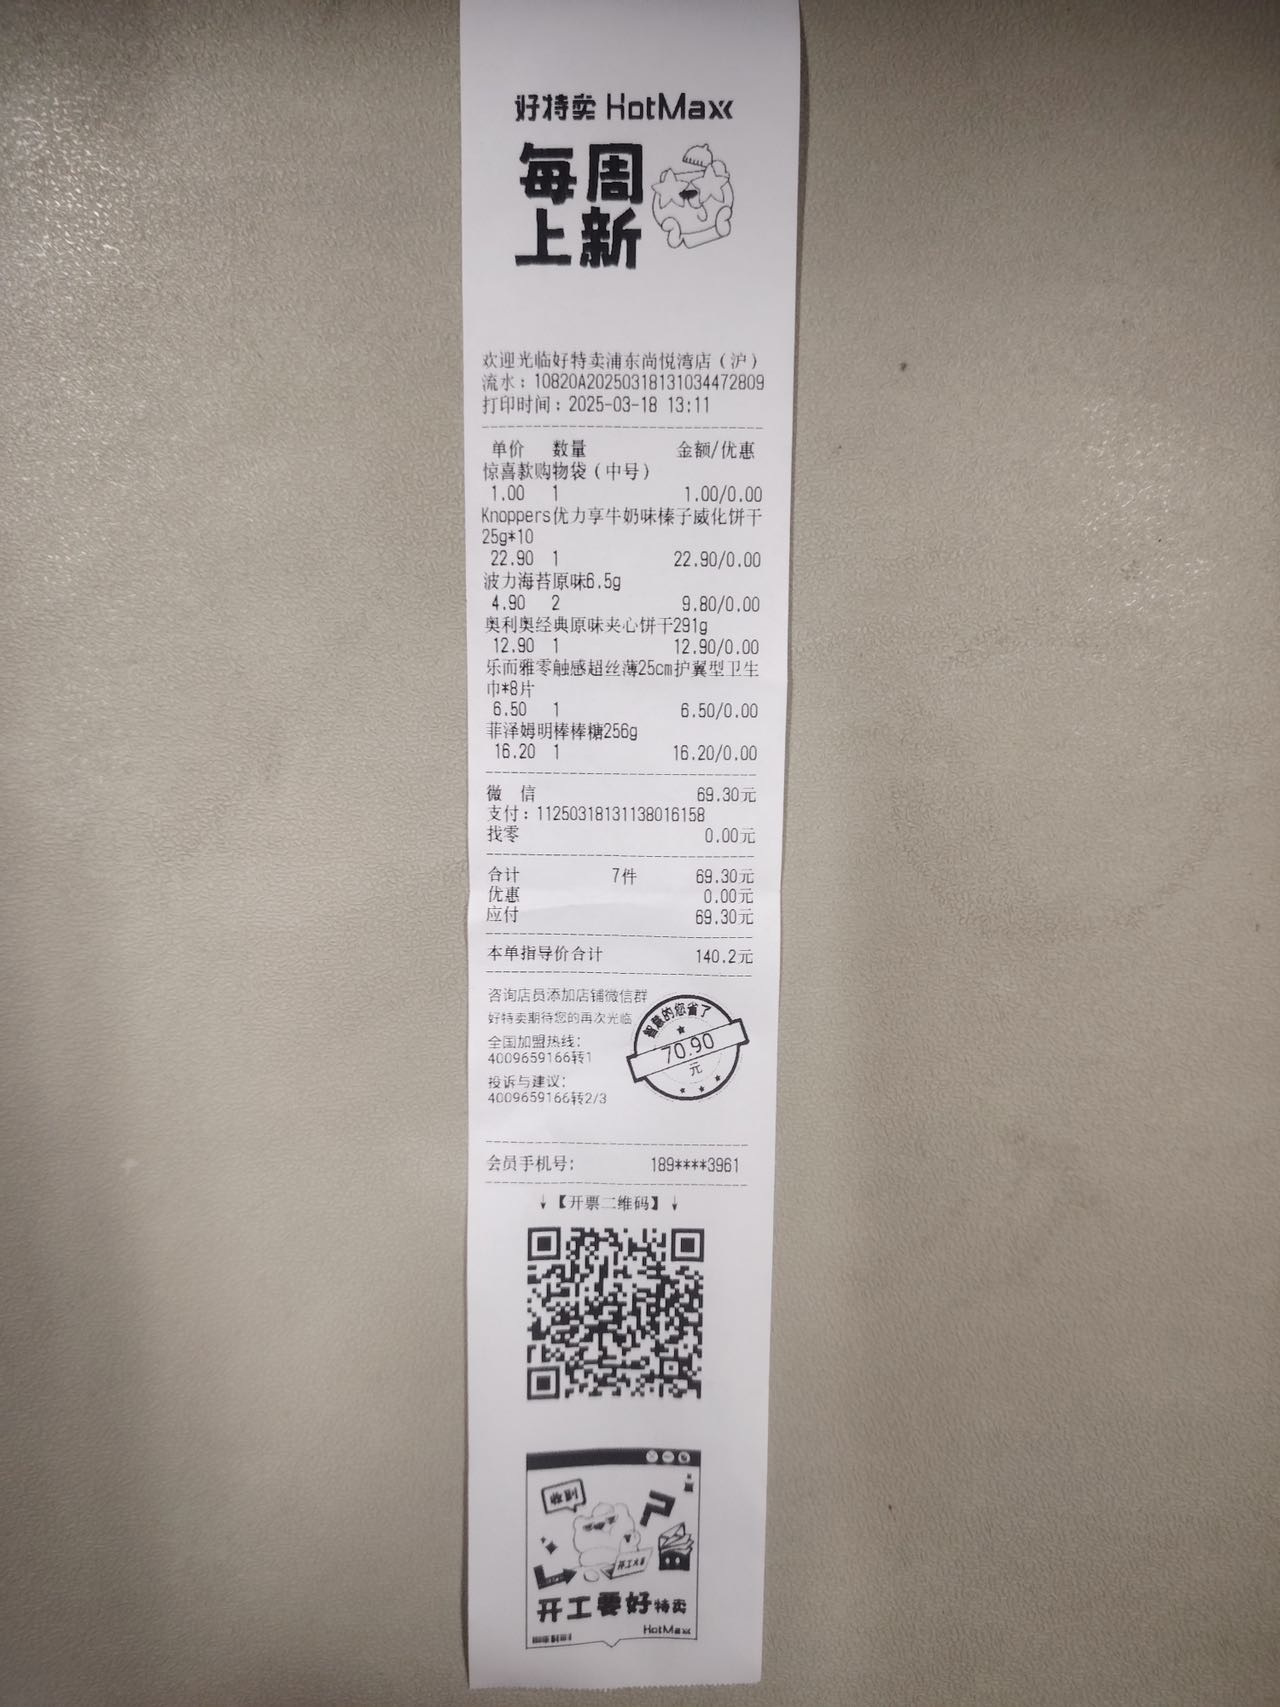 好特卖 HotMaxx
每周
上新
欢迎光临好特卖浦东尚悦湾店（沪）
流水：10820A20250318131034472809
打印时间：2025-03-18 13:11
单价 数量 金额/优惠
惊喜款购物袋（中号）
1.00 1 1.00/0.00
Knoppers优力享牛奶味榛子威化饼干
25g*10
22.90 1 22.90/0.00
波力海苔原味6.5g
4.90 2 9.80/0.00
奥利奥经典原味夹心饼干291g
12.90 1 12.90/0.00
乐而雅零触感超丝薄25cm护翼型卫生
巾*8片
6.50 1 6.50/0.00
菲泽姆明棒棒糖256g
16.20 1 16.20/0.00
微 信 69.30元
支付：11250318131138016158
找零 0.00元
合计 7件 69.30元
优惠 0.00元
应付 69.30元
本单指导价合计 140.2元
咨询店员添加店铺微信群
好特卖期待您的再次光临
全国加盟热线：
4009659166转1
投诉与建议：
4009659166转2/3
智慧的您省了
70.90
元
会员手机号： 189****3961
↓【开票二维码】↓
开工大吉
开工要好特卖
HotMaxx